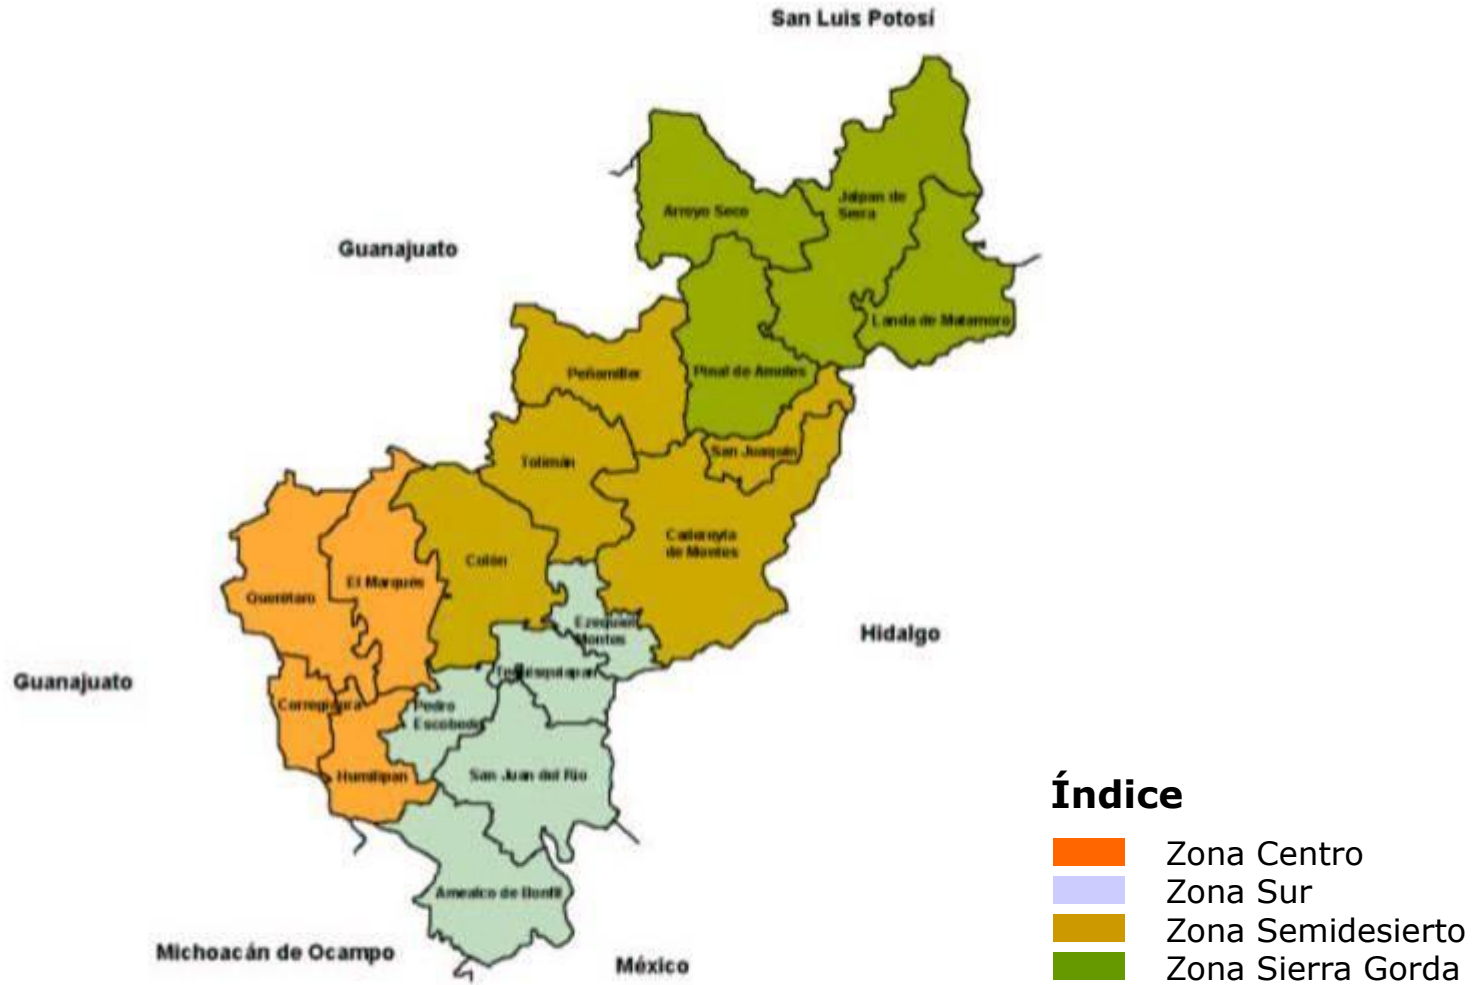 San Luis Potosí
Arroyo Seco
Jalpan de
Serra
Guanajuato
Landa de Matamoro
Peñamiller
Pinal de Amoles
San Joaquín
Tolimán
Cadereyta
de Montes
Colón
El Marqués
Querétaro
Ezequiel
Montes
Hidalgo
Tequisquiapan
Guanajuato
Corregidora
Pedro
Escobedo
Humilpan
San Juan del Río
Amealco de Bonfil
Michoacán de Ocampo
México
Índice
Zona Centro
Zona Sur
Zona Semidesierto
Zona Sierra Gorda